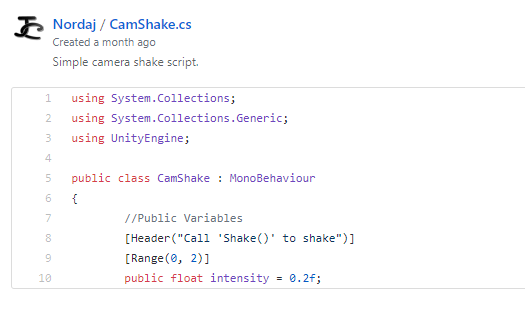 Nordaj / CamShake.cs
Created a month ago
Simple camera shake script.
1 using System.Collections;
2 using System.Collections.Generic;
3 using UnityEngine;
4
5 public class CamShake : MonoBehaviour
6 {
7 //Public Variables
8 [Header("Call 'Shake()' to shake")]
9 [Range(0, 2)]
10 public float intensity = 0.2f;